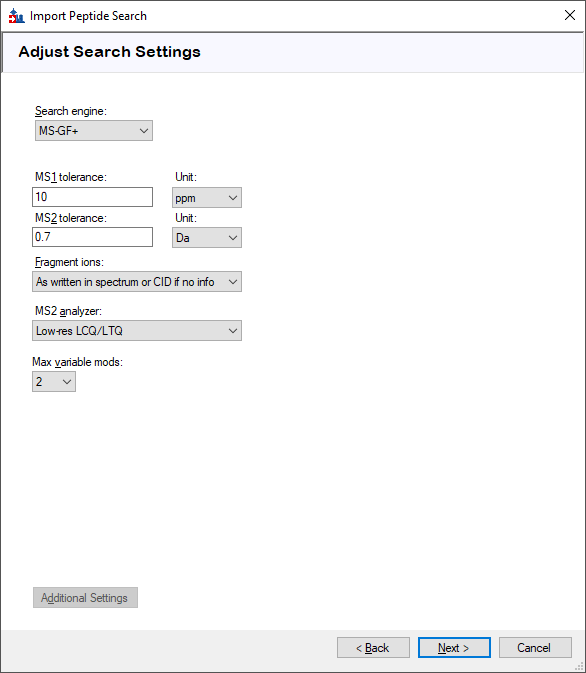 Import Peptide Search
Adjust Search Settings
Search engine:
MS-GF+
MS1 tolerance: Unit:
10 ppm
MS2 tolerance: Unit:
0.7 Da
Fragment ions:
As written in spectrum or CID if no info
MS2 analyzer:
Low-res LCQ/LTQ
Max variable mods:
2
Additional Settings
< Back Next > Cancel